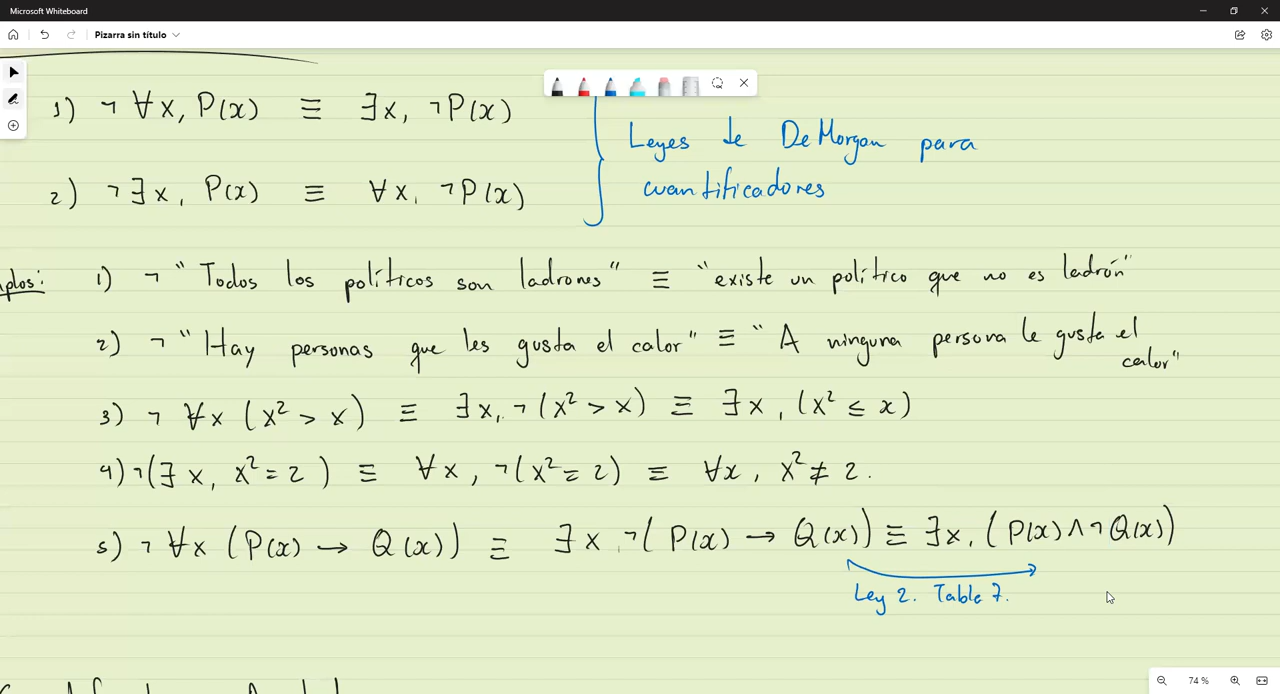 Microsoft Whiteboard
Pizarra sin título
1) ¬ ∀x, P(x) ≡ ∃x, ¬P(x)
2) ¬∃x, P(x) ≡ ∀x, ¬P(x)
Leyes de DeMorgan para
cuantificadores
mplos:
1) ¬ "Todos los políticos son ladrones" ≡ "existe un político que no es ladrón"
2) ¬ "Hay personas que les gusta el calor" ≡ "A ninguna persona le gusta el
calor"
3) ¬ ∀x (x² > x) ≡ ∃x, ¬(x² > x) ≡ ∃x, (x² ≤ x)
4) ¬(∃x, x² = 2) ≡ ∀x, ¬(x² = 2) ≡ ∀x, x² ≠ 2.
5) ¬ ∀x (P(x) → Q(x)) ≡ ∃x, ¬(P(x) → Q(x)) ≡ ∃x, (P(x) ∧ ¬Q(x))
Ley 2. Table 7.
74 %